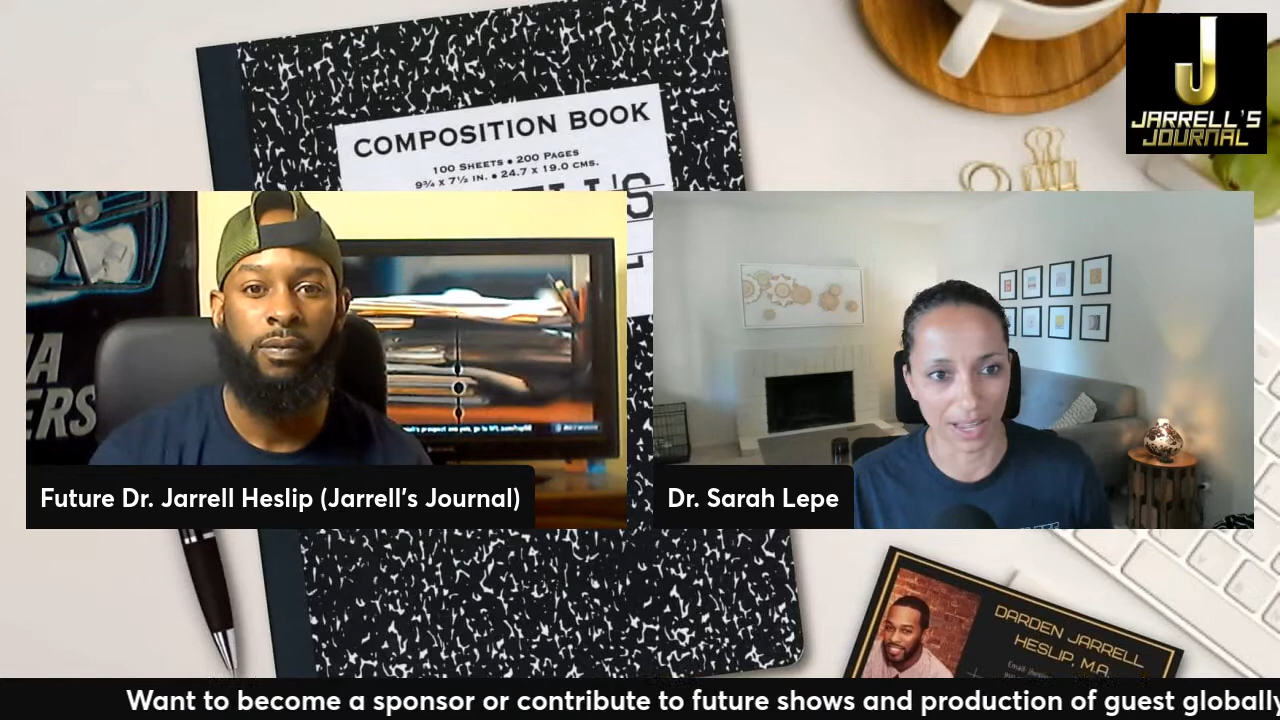 COMPOSITION BOOK
100 SHEETS • 200 PAGES
9¾ X 7½ IN. • 24.7 X 19.0 CMS.
J
JARRELL'S
JOURNAL
Future Dr. Jarrell Heslip (Jarrell's Journal)
Dr. Sarah Lepe
DARDEN JARRELL
HESLIP, M.A.
Email:
Want to become a sponsor or contribute to future shows and production of guest globally